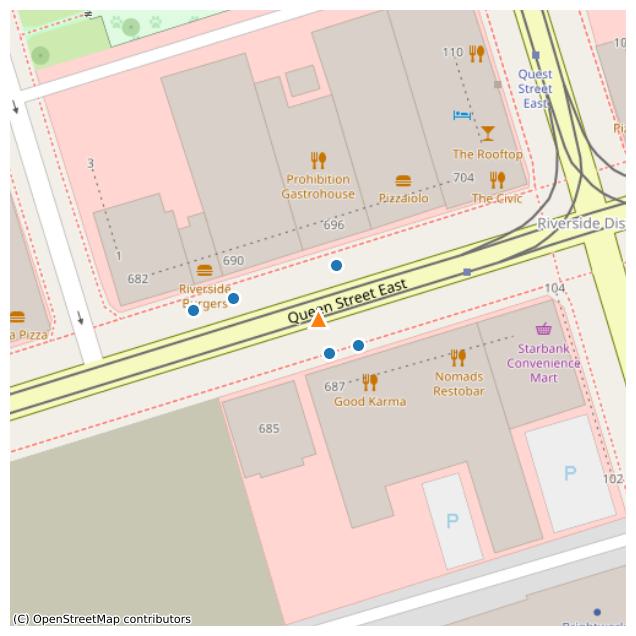 110
10
Quest
Street
East
Pi
The Rooftop
3
Prohibition
Gastrohouse
704
Pizzaiolo
The Civic
696
Riverside Dis
1
690
682
Riverside
Burgers
Queen Street East
104
a Pizza
Starbank
Convenience
Mart
687
Nomads
Restobar
Good Karma
685
P
102
P
(C) OpenStreetMap contributors